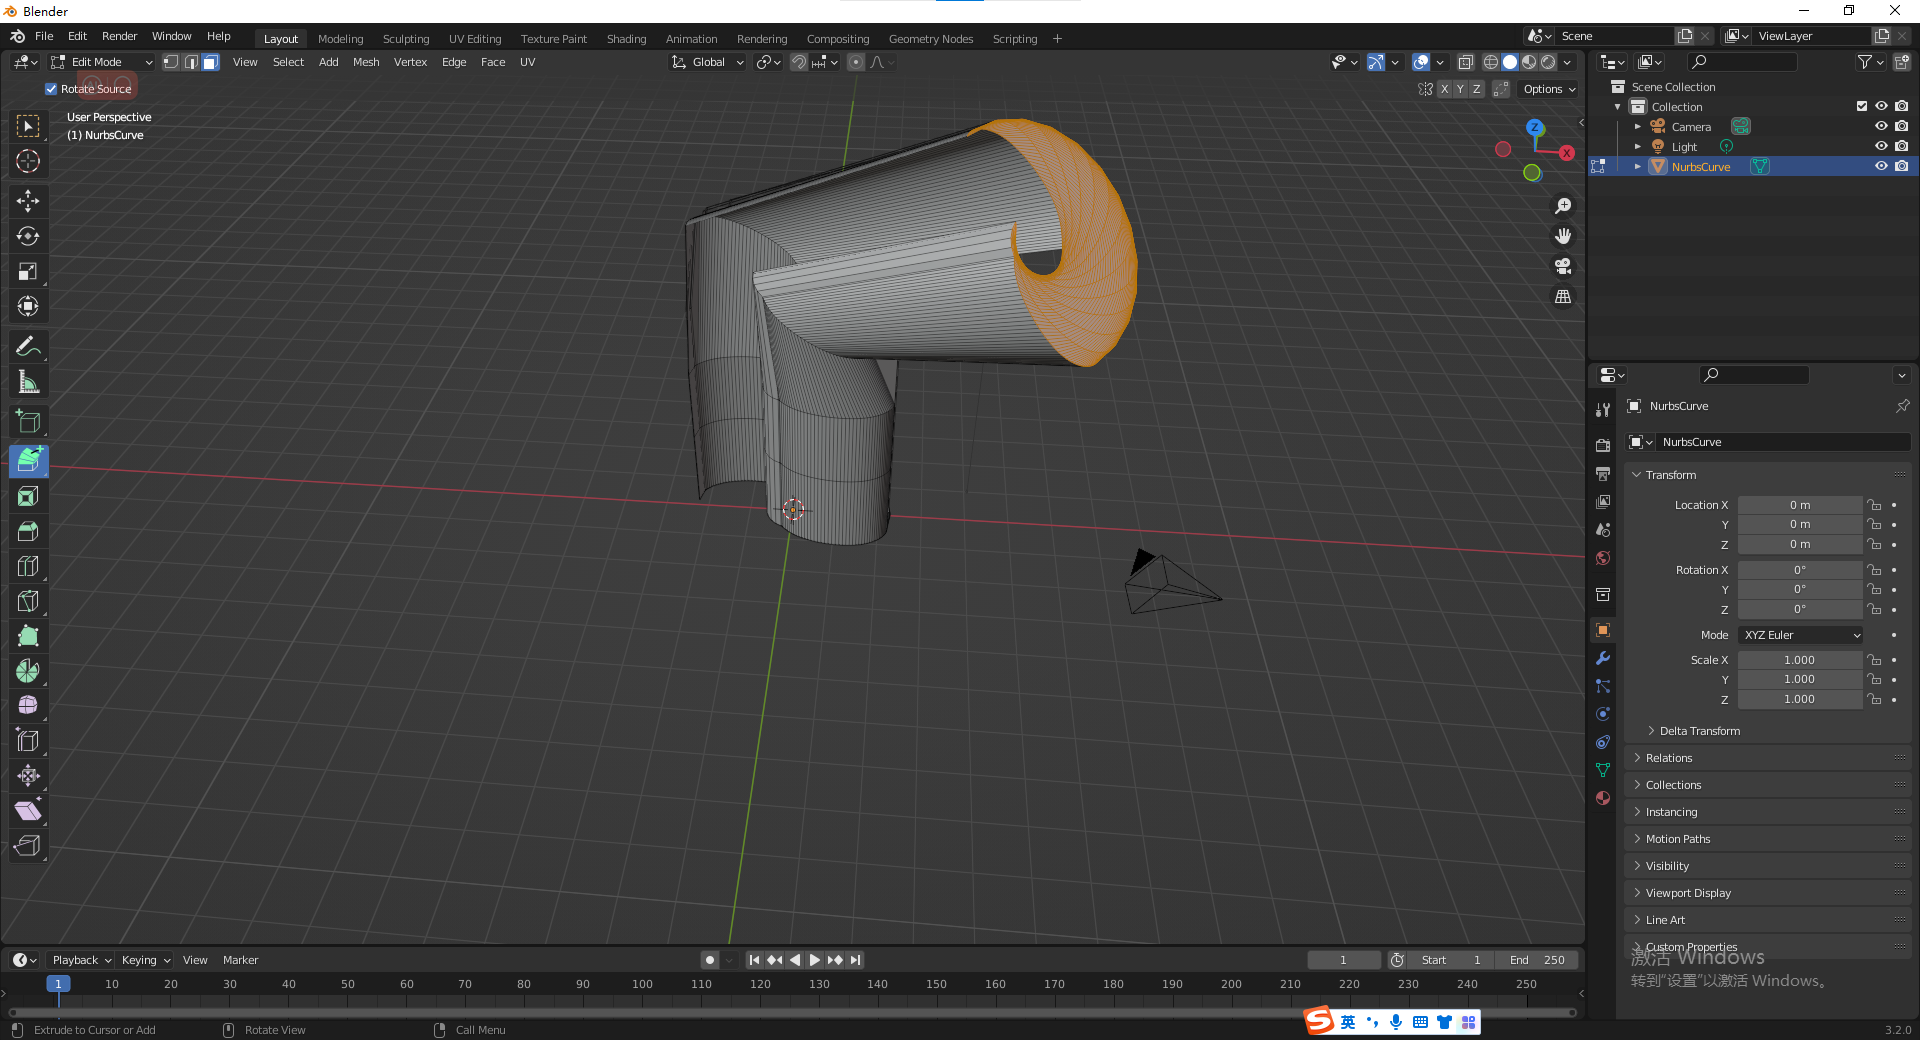 Blender
File Edit Render Window Help Layout Modeling Sculpting UV Editing Texture Paint Shading Animation Rendering Compositing Geometry Nodes Scripting + Scene ViewLayer
Edit Mode View Select Add Mesh Vertex Edge Face UV Global
Rotate Source X Y Z Options
User Perspective
(1) NurbsCurve
Z
X
Scene Collection
Collection
Camera
Light
NurbsCurve
NurbsCurve
NurbsCurve
Transform
Location X 0 m
Y 0 m
Z 0 m
Rotation X 0°
Y 0°
Z 0°
Mode XYZ Euler
Scale X 1.000
Y 1.000
Z 1.000
Delta Transform
Relations
Collections
Instancing
Motion Paths
Visibility
Viewport Display
Line Art
Custom Properties
激活 Windows
转到“设置”以激活 Windows。
Playback Keying View Marker 1 Start 1 End 250
1 10 20 30 40 50 60 70 80 90 100 110 120 130 140 150 160 170 180 190 200 210 220 230 240 250
Extrude to Cursor or Add Rotate View Call Menu
S 英
3.2.0